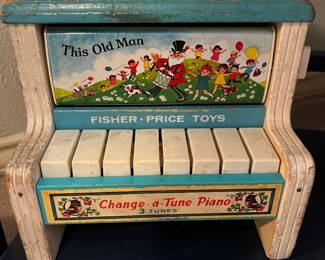 This Old Man
FISHER·PRICE TOYS
Change-a-Tune Piano
3 TUNES